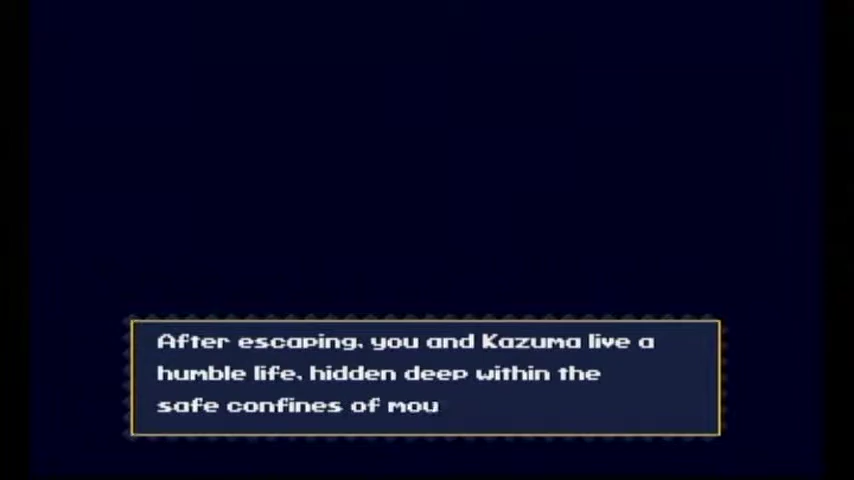 After escaping, you and Kazuma live a
humble life, hidden deep within the
safe confines of mou